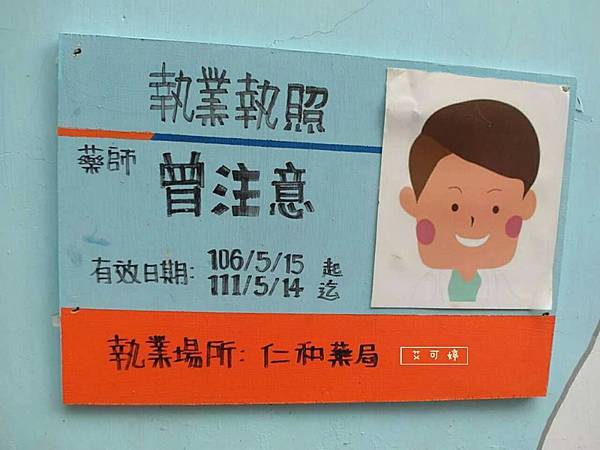 執業執照
藥師 曾注意
有效日期: 106/5/15 起
111/5/14 迄
執業場所: 仁和藥局 艾可婷